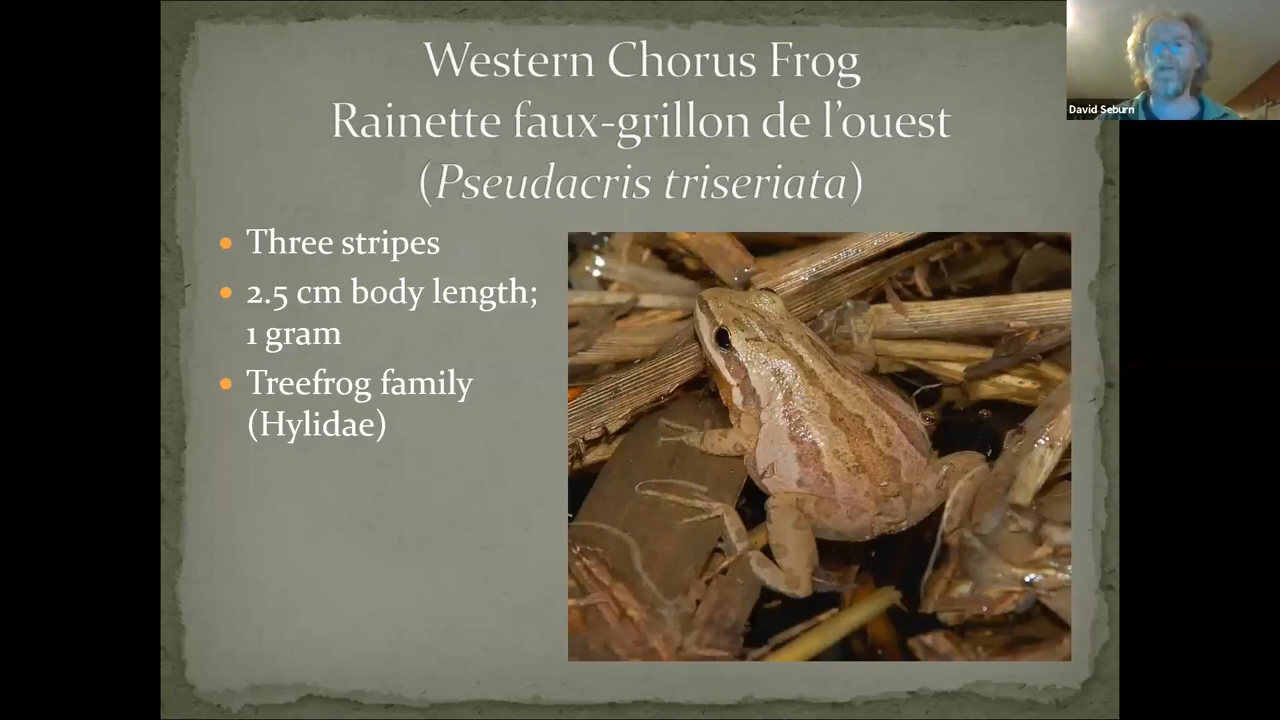 Western Chorus Frog
Rainette faux-grillon de l'ouest
(Pseudacris triseriata)
David Seburn
• Three stripes
• 2.5 cm body length;
1 gram
• Treefrog family
(Hylidae)